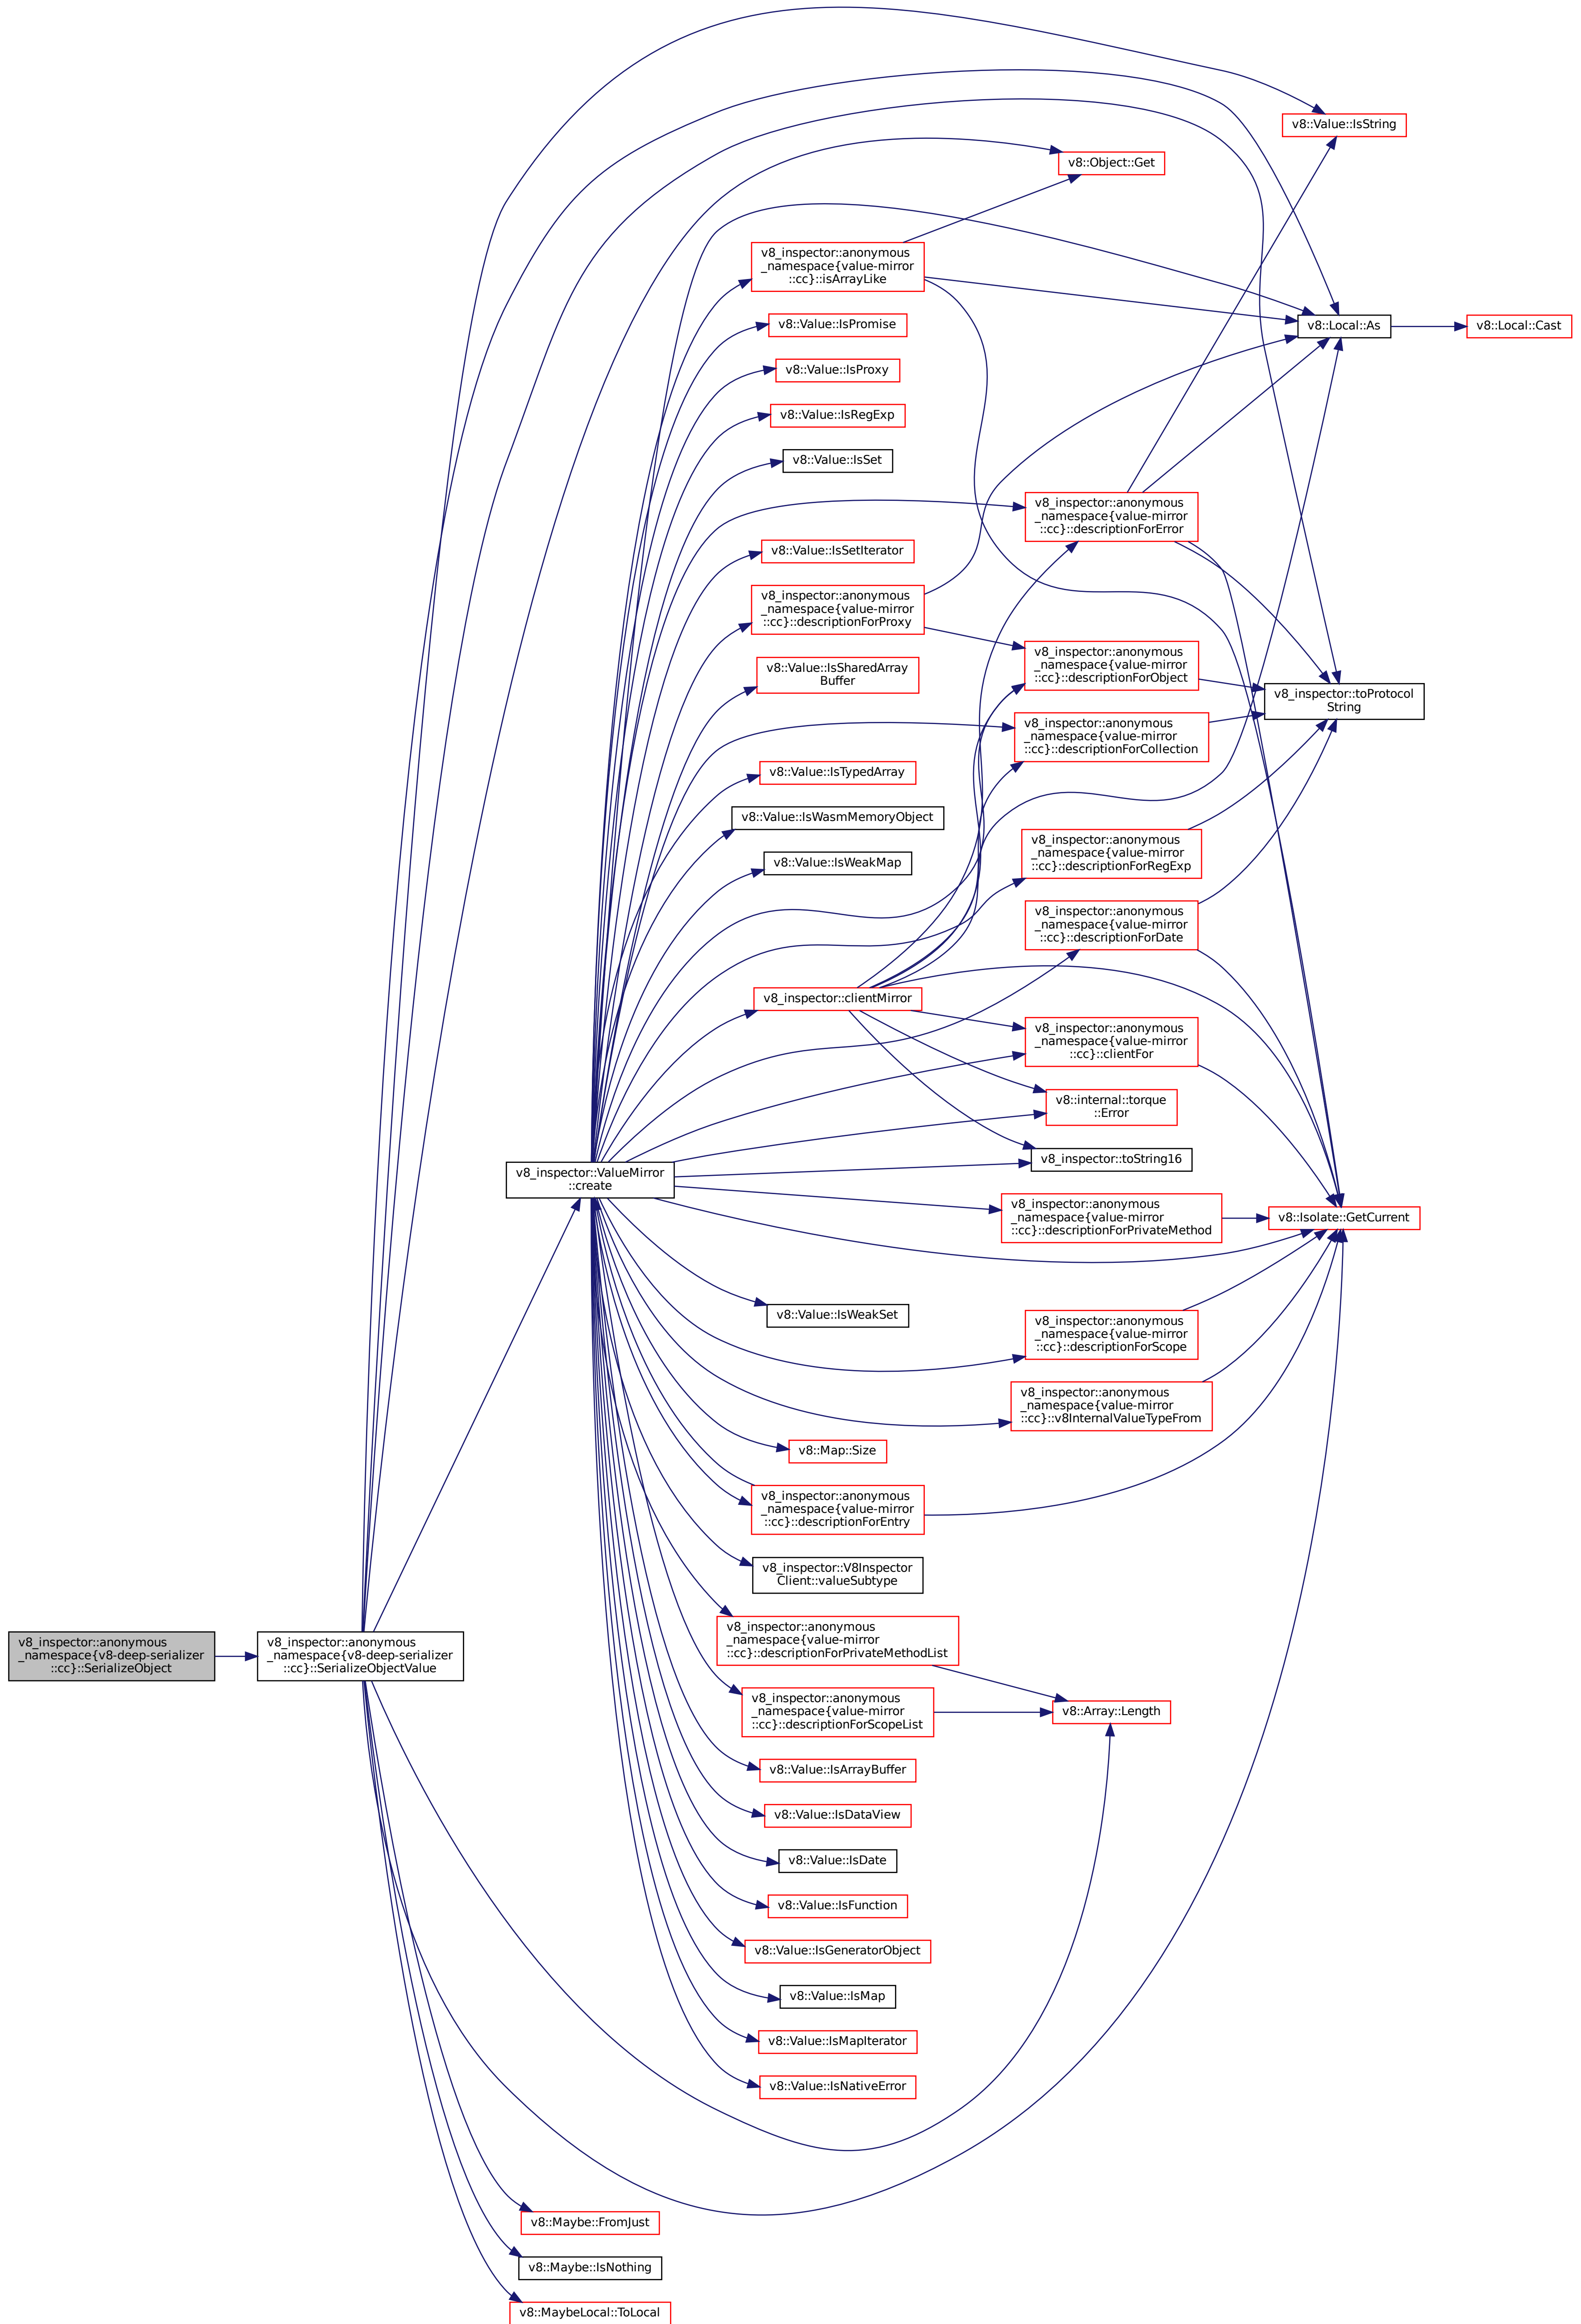 v8::Value::IsString
v8::Object::Get
v8_inspector::anonymous
_namespace{value-mirror
::cc}::isArrayLike
v8::Value::IsPromise
v8::Local::As
v8::Local::Cast
v8::Value::IsProxy
v8::Value::IsRegExp
v8::Value::IsSet
v8_inspector::anonymous
_namespace{value-mirror
::cc}::descriptionForError
v8::Value::IsSetIterator
v8_inspector::anonymous
_namespace{value-mirror
::cc}::descriptionForProxy
v8_inspector::anonymous
_namespace{value-mirror
::cc}::descriptionForObject
v8::Value::IsSharedArray
Buffer
v8_inspector::toProtocol
String
v8_inspector::anonymous
_namespace{value-mirror
::cc}::descriptionForCollection
v8::Value::IsTypedArray
v8::Value::IsWasmMemoryObject
v8_inspector::anonymous
_namespace{value-mirror
::cc}::descriptionForRegExp
v8::Value::IsWeakMap
v8_inspector::anonymous
_namespace{value-mirror
::cc}::descriptionForDate
v8_inspector::clientMirror
v8_inspector::anonymous
_namespace{value-mirror
::cc}::clientFor
v8::internal::torque
::Error
v8_inspector::toString16
v8_inspector::ValueMirror
::create
v8_inspector::anonymous
_namespace{value-mirror
::cc}::descriptionForPrivateMethod
v8::Isolate::GetCurrent
v8::Value::IsWeakSet
v8_inspector::anonymous
_namespace{value-mirror
::cc}::descriptionForScope
v8_inspector::anonymous
_namespace{value-mirror
::cc}::v8InternalValueTypeFrom
v8::Map::Size
v8_inspector::anonymous
_namespace{value-mirror
::cc}::descriptionForEntry
v8_inspector::V8Inspector
Client::valueSubtype
v8_inspector::anonymous
_namespace{v8-deep-serializer
::cc}::SerializeObject
v8_inspector::anonymous
_namespace{v8-deep-serializer
::cc}::SerializeObjectValue
v8_inspector::anonymous
_namespace{value-mirror
::cc}::descriptionForPrivateMethodList
v8_inspector::anonymous
_namespace{value-mirror
::cc}::descriptionForScopeList
v8::Array::Length
v8::Value::IsArrayBuffer
v8::Value::IsDataView
v8::Value::IsDate
v8::Value::IsFunction
v8::Value::IsGeneratorObject
v8::Value::IsMap
v8::Value::IsMapIterator
v8::Value::IsNativeError
v8::Maybe::FromJust
v8::Maybe::IsNothing
v8::MaybeLocal::ToLocal